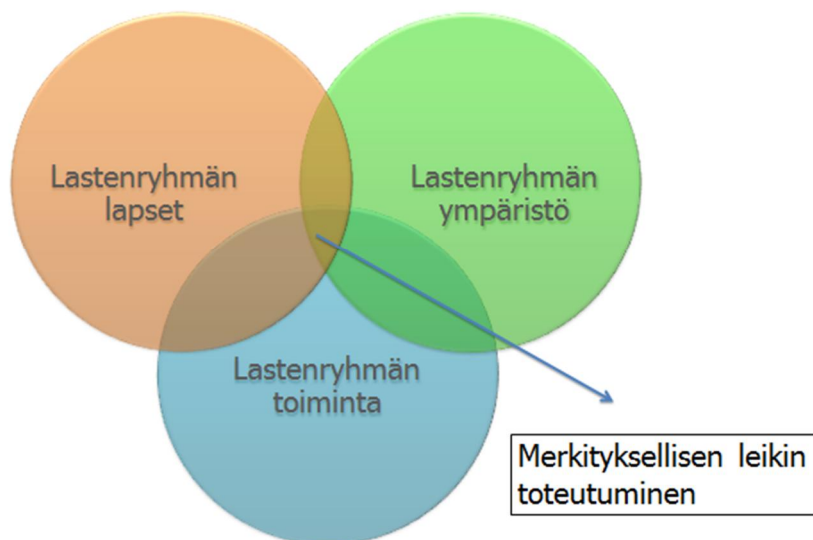 Lastenryhmän
lapset
Lastenryhmän
ympäristö
Lastenryhmän
toiminta
Merkityksellisen leikin
toteutuminen